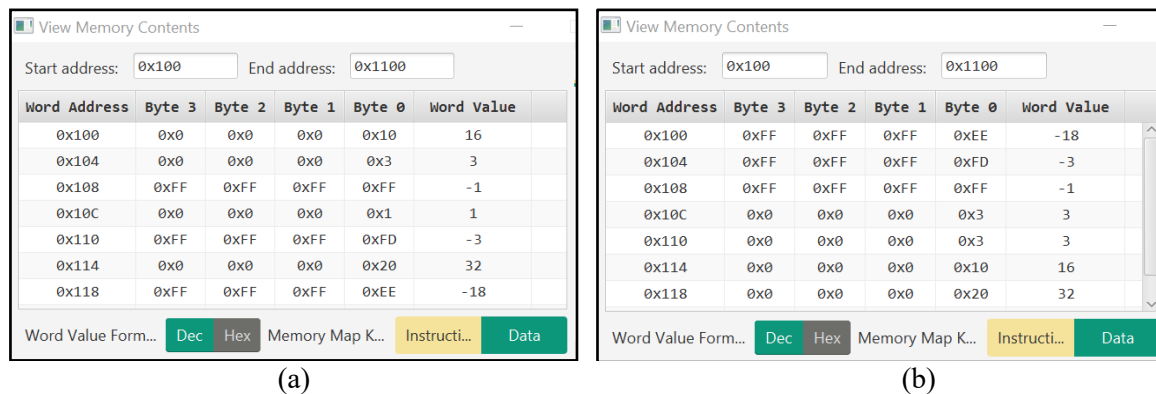 View Memory Contents
Start address: 0x100 End address: 0x1100
Word Address Byte 3 Byte 2 Byte 1 Byte 0 Word Value
0x100 0x0 0x0 0x0 0x10 16
0x104 0x0 0x0 0x0 0x3 3
0x108 0xFF 0xFF 0xFF 0xFF -1
0x10C 0x0 0x0 0x0 0x1 1
0x110 0xFF 0xFF 0xFF 0xFD -3
0x114 0x0 0x0 0x0 0x20 32
0x118 0xFF 0xFF 0xFF 0xEE -18
Word Value Form... Dec Hex Memory Map K... Instructi... Data
(a)
View Memory Contents
Start address: 0x100 End address: 0x1100
Word Address Byte 3 Byte 2 Byte 1 Byte 0 Word Value
0x100 0xFF 0xFF 0xFF 0xEE -18
0x104 0xFF 0xFF 0xFF 0xFD -3
0x108 0xFF 0xFF 0xFF 0xFF -1
0x10C 0x0 0x0 0x0 0x3 3
0x110 0x0 0x0 0x0 0x3 3
0x114 0x0 0x0 0x0 0x10 16
0x118 0x0 0x0 0x0 0x20 32
Word Value Form... Dec Hex Memory Map K... Instructi... Data
(b)